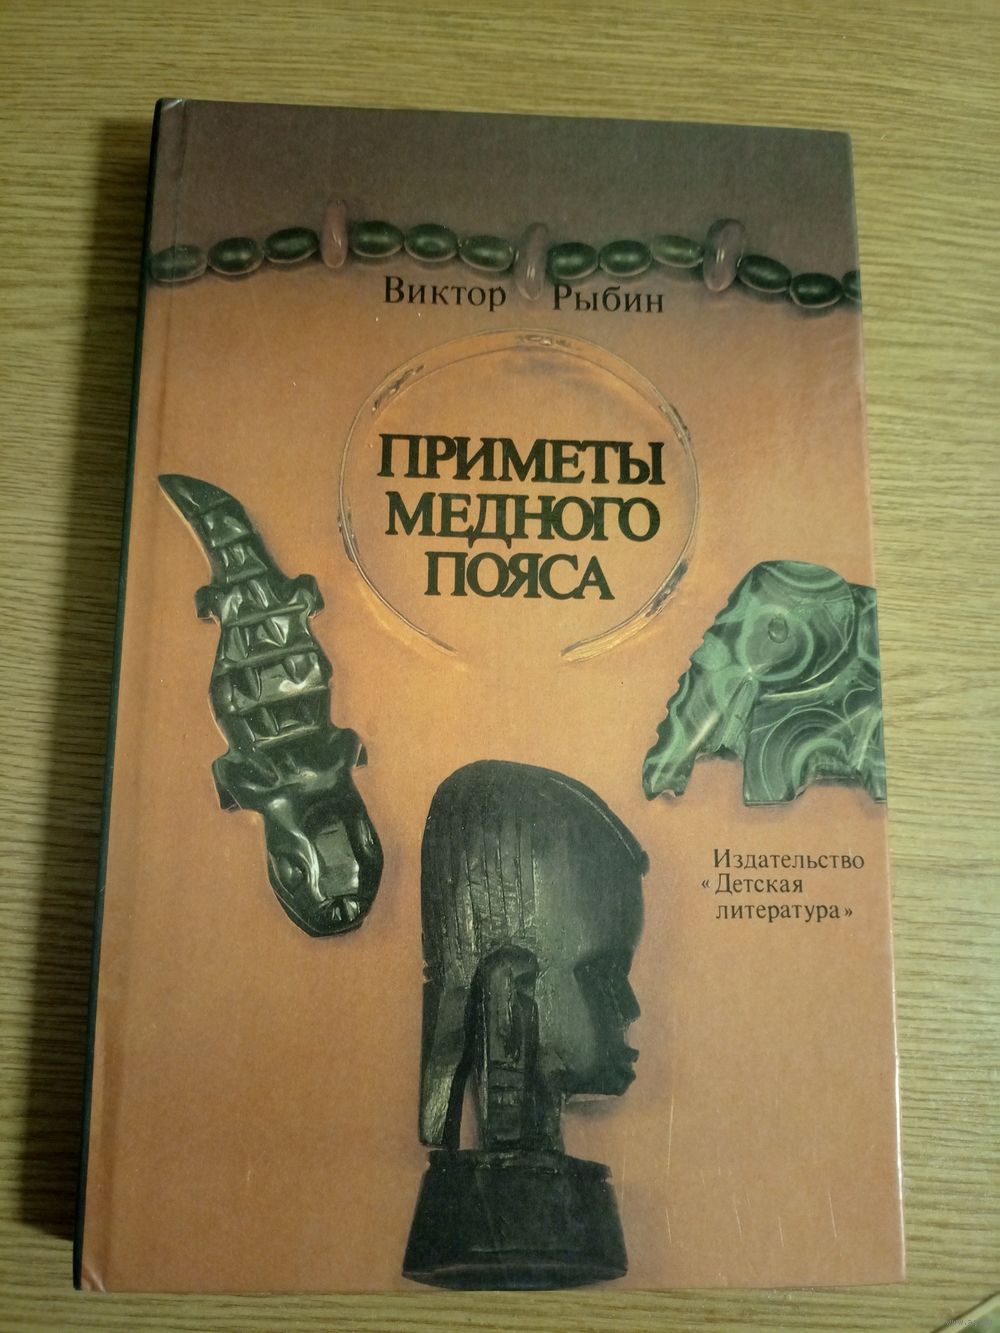 Виктор Рыбин
ПРИМЕТЫ
МЕДНОГО
ПОЯСА
Издательство
«Детская
литература»